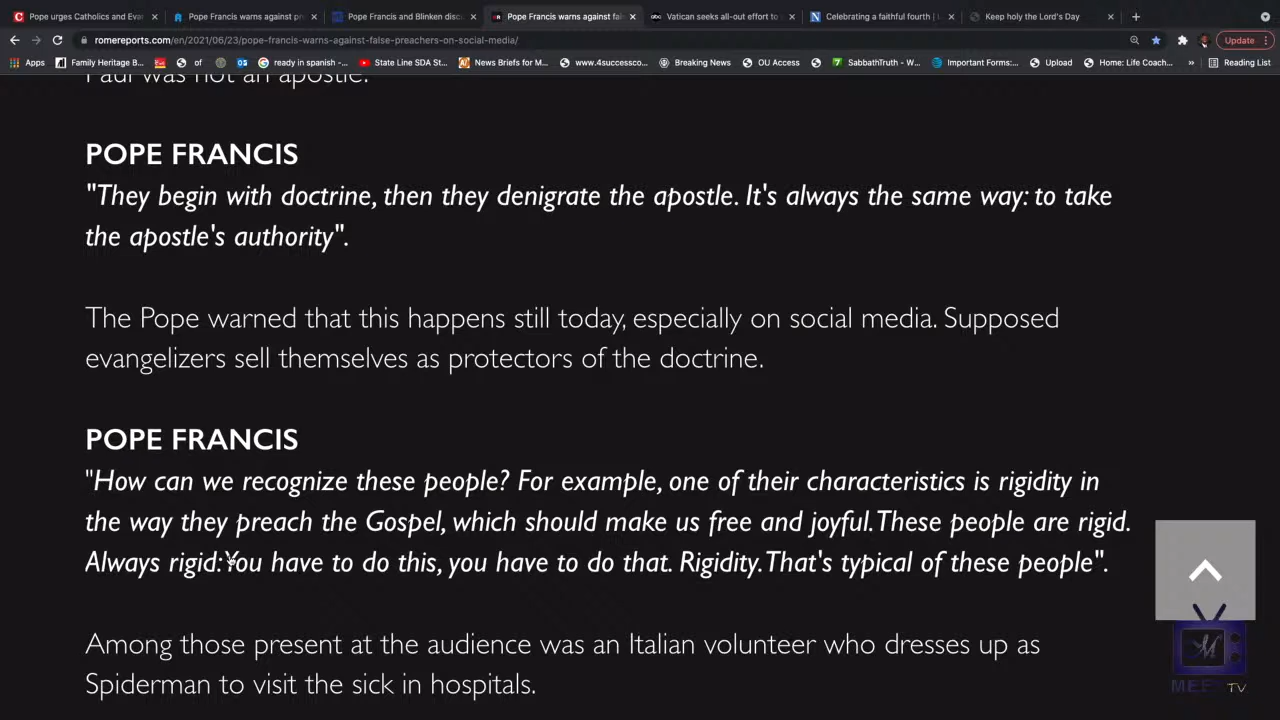 Pope urges Catholics and Evan
Pope Francis warns against pr
Pope Francis and Blinken disc
Pope Francis warns against fal
Vatican seeks all-out effort to
Celebrating a faithful fourth |
Keep holy the Lord's Day
romereports.com/en/2021/06/23/pope-francis-warns-against-false-preachers-on-social-media/
Update
Apps
Family Heritage B...
of
ready in spanish -...
State Line SDA St...
News Briefs for M...
www.4successco...
Breaking News
OU Access
SabbathTruth - W...
Important Forms:...
Upload
Home: Life Coach...
»
Reading List
Paul was not an apostle.
POPE FRANCIS
"They begin with doctrine, then they denigrate the apostle. It's always the same way: to take
the apostle's authority".
The Pope warned that this happens still today, especially on social media. Supposed
evangelizers sell themselves as protectors of the doctrine.
POPE FRANCIS
"How can we recognize these people? For example, one of their characteristics is rigidity in
the way they preach the Gospel, which should make us free and joyful. These people are rigid.
Always rigid: You have to do this, you have to do that. Rigidity. That's typical of these people".
Among those present at the audience was an Italian volunteer who dresses up as
Spiderman to visit the sick in hospitals.
TV